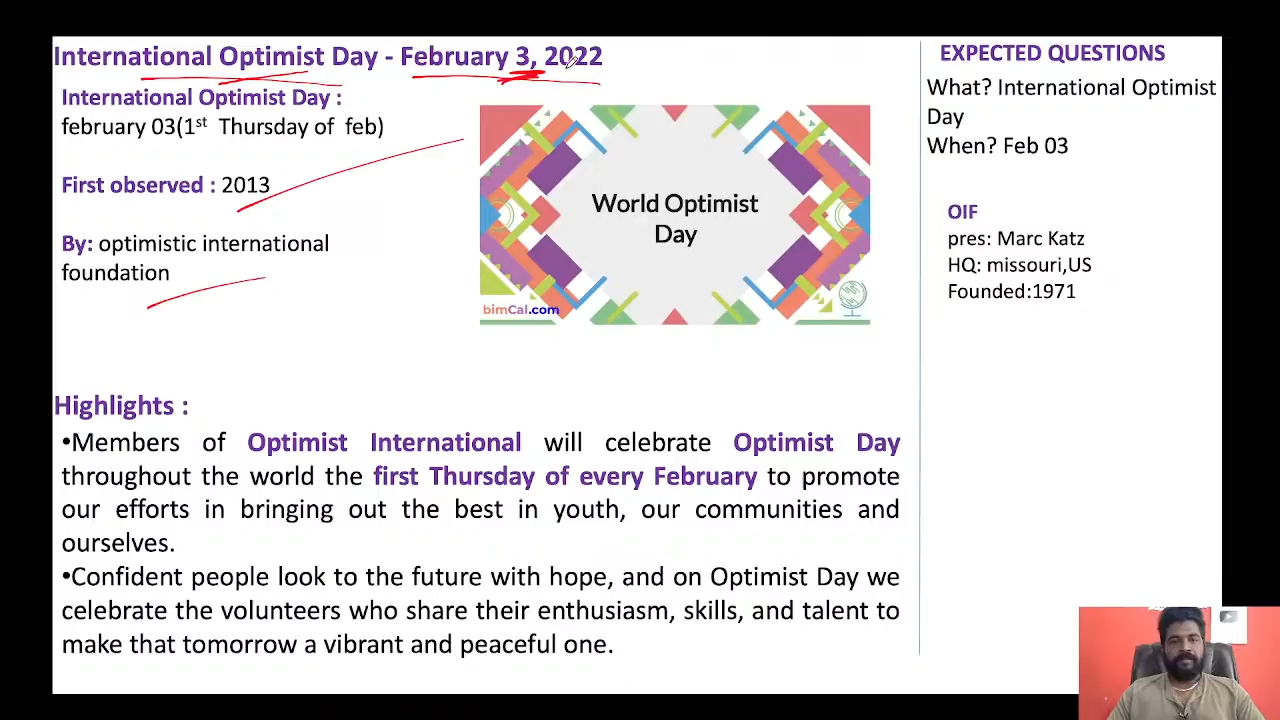 International Optimist Day - February 3, 2022
International Optimist Day :
february 03(1st Thursday of feb)
First observed : 2013
By: optimistic international
foundation
World Optimist
Day
bimCal.com
Highlights :
•Members of Optimist International will celebrate Optimist Day
throughout the world the first Thursday of every February to promote
our efforts in bringing out the best in youth, our communities and
ourselves.
•Confident people look to the future with hope, and on Optimist Day we
celebrate the volunteers who share their enthusiasm, skills, and talent to
make that tomorrow a vibrant and peaceful one.
EXPECTED QUESTIONS
What? International Optimist
Day
When? Feb 03
OIF
pres: Marc Katz
HQ: missouri,US
Founded:1971